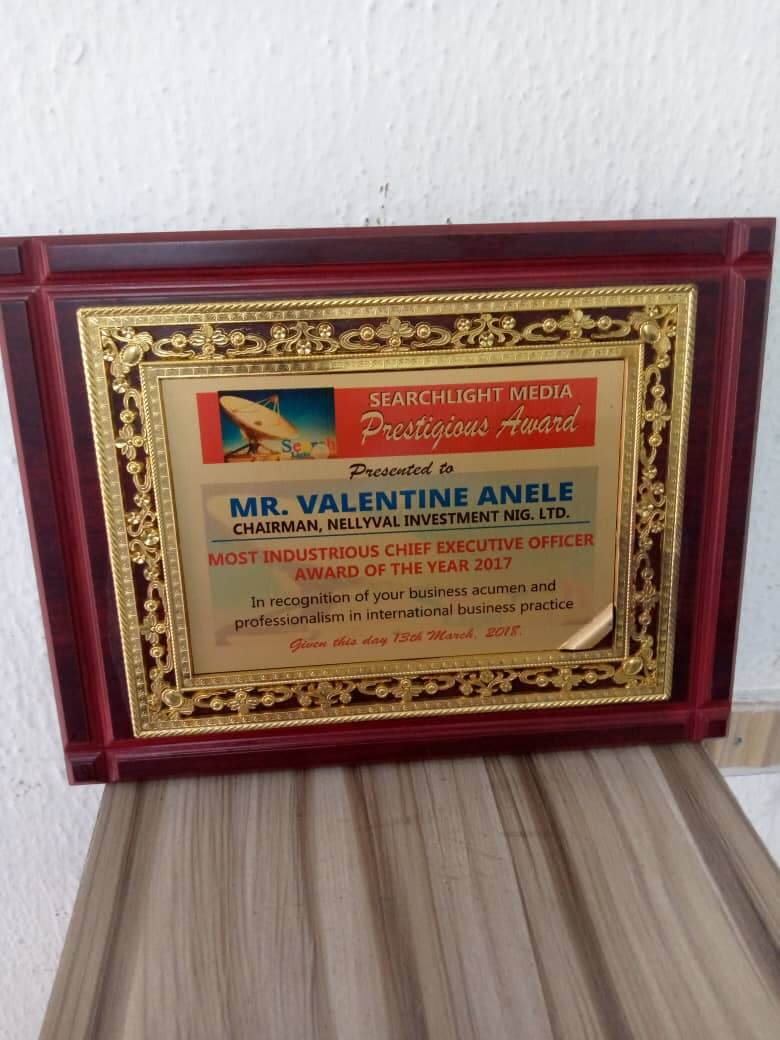 SEARCHLIGHT MEDIA
Prestigious Award
Search
Presented to
MR. VALENTINE ANELE
CHAIRMAN, NELLYVAL INVESTMENT NIG. LTD.
MOST INDUSTRIOUS CHIEF EXECUTIVE OFFICER
AWARD OF THE YEAR 2017
In recognition of your business acumen and
professionalism in international business practice
Given this day 13th March, 2018.